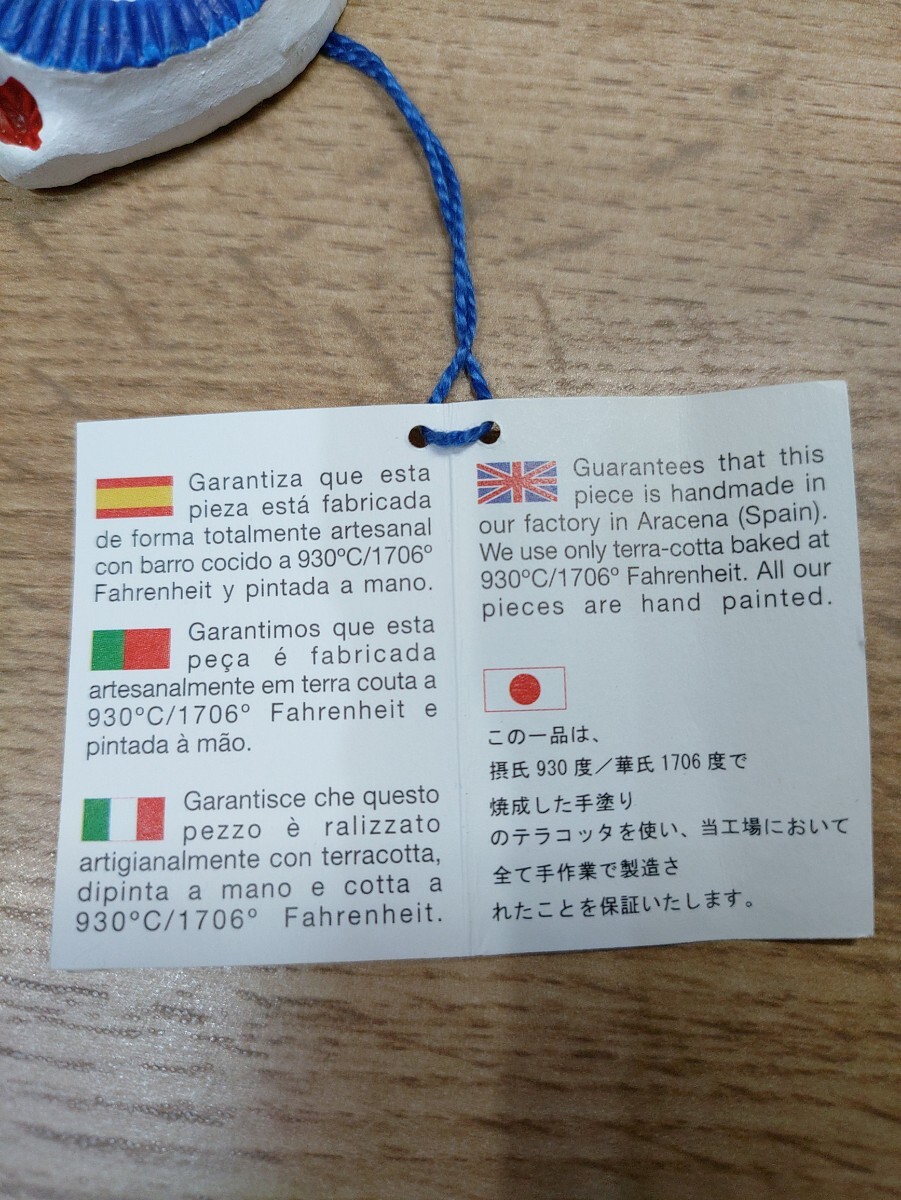 Garantiza que esta
pieza está fabricada
de forma totalmente artesanal
con barro cocido a 930ºC/1706º
Fahrenheit y pintada a mano.
Garantimos que esta
peça é fabricada
artesanalmente em terra couta a
930ºC/1706º Fahrenheit e
pintada à mão.
Garantisce che questo
pezzo è ralizzato
artigianalmente con terracotta,
dipinta a mano e cotta a
930ºC/1706º Fahrenheit.
Guarantees that this
piece is handmade in
our factory in Aracena (Spain).
We use only terra-cotta baked at
930ºC/1706º Fahrenheit. All our
pieces are hand painted.
この一品は、
摂氏 930 度／華氏 1706 度で
焼成した手塗り
のテラコッタを使い、当工場において
全て手作業で製造さ
れたことを保証いたします。